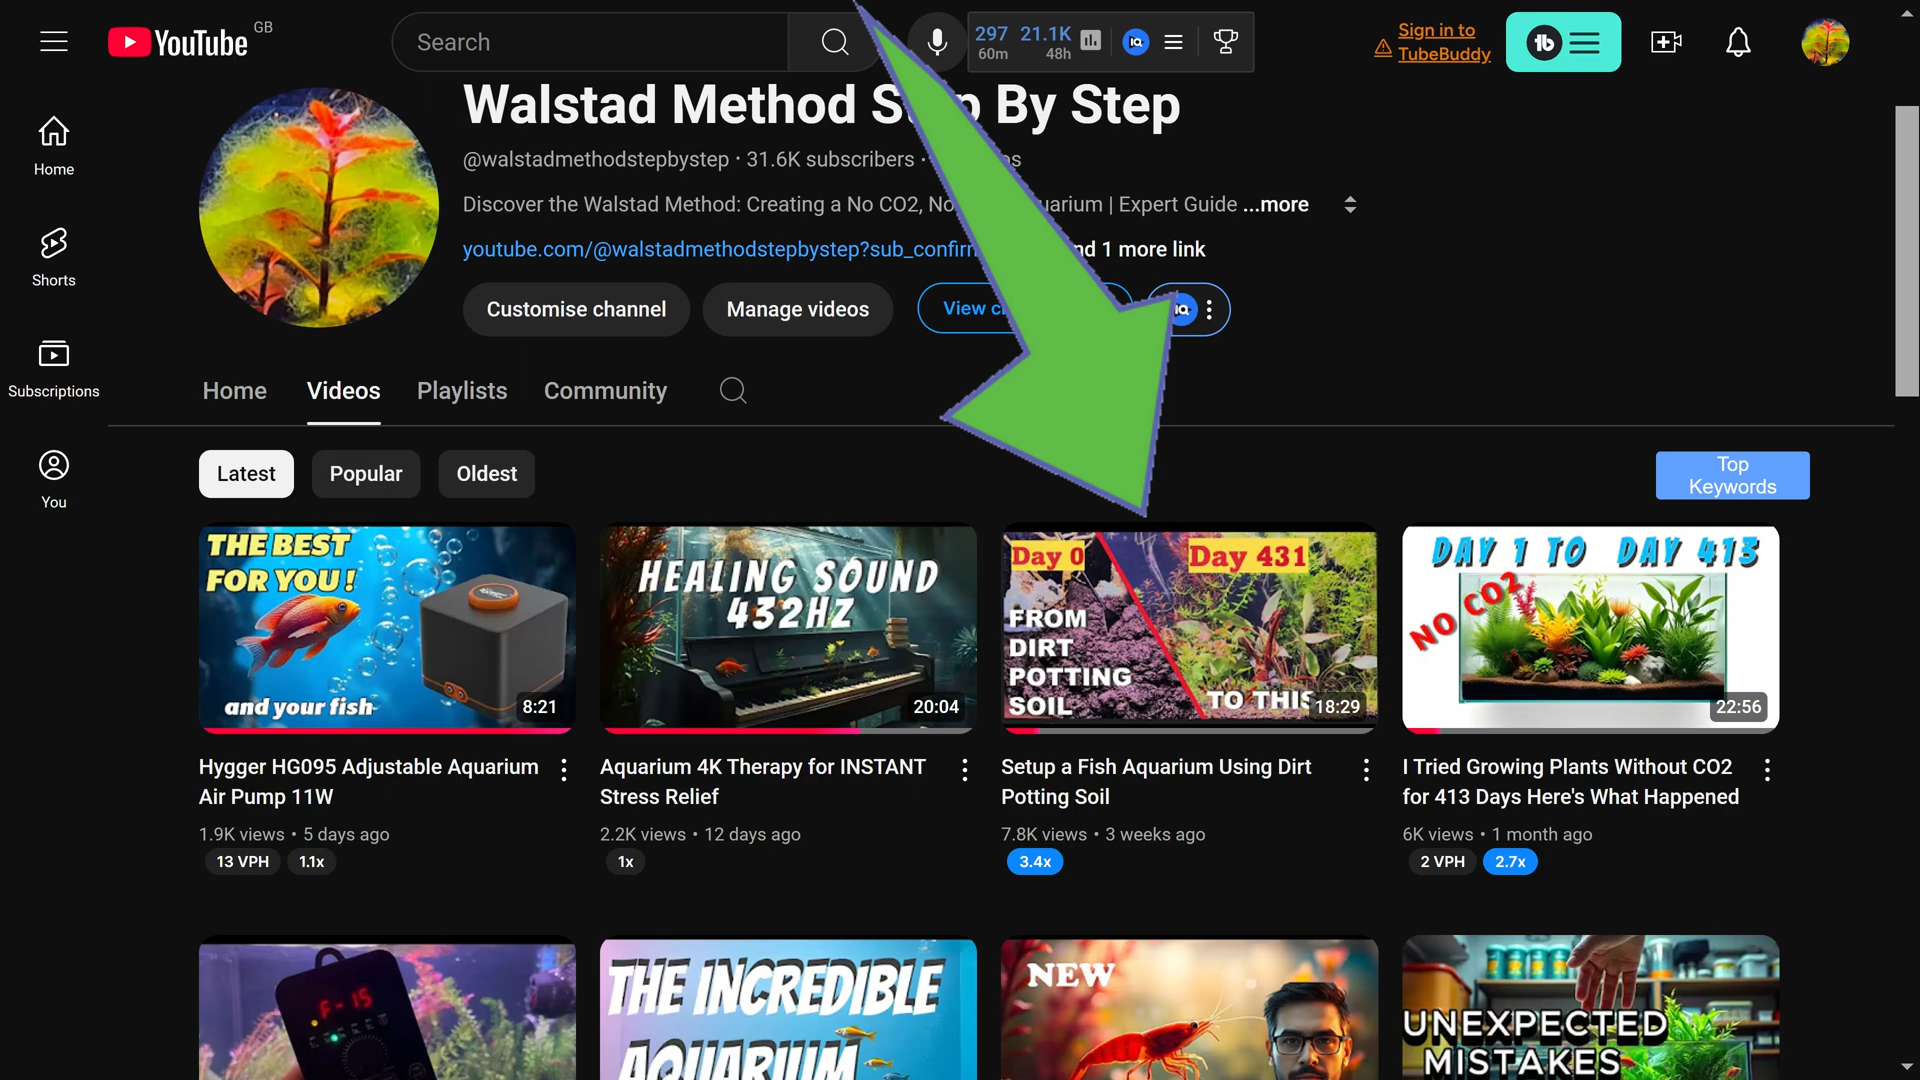 YouTube GB
Search
297 21.1K
60m 48h
Sign in to
TubeBuddy
Home
Shorts
Subscriptions
You
Walstad Method By Step
@walstadmethodstepbystep · 31.6K subscribers ·
Discover the Walstad Method: Creating a No CO2, | Expert Guide ...more
youtube.com/@walstadmethodstepbystep?sub_confir 1 more link
Customise channel
Manage videos
View
Home Videos Playlists Community
Latest
Popular
Oldest
Top
Keywords
THE BEST
FOR YOU!
and your fish
8:21
HEALING SOUND
432HZ
20:04
Day 0
Day 431
FROM
DIRT
POTTING
SOIL
TO THIS
18:29
DAY 1 TO DAY 413
NO CO2
22:56
Hygger HG095 Adjustable Aquarium
Air Pump 11W
1.9K views • 5 days ago
13 VPH 1.1x
Aquarium 4K Therapy for INSTANT
Stress Relief
2.2K views • 12 days ago
1x
Setup a Fish Aquarium Using Dirt
Potting Soil
7.8K views • 3 weeks ago
3.4x
I Tried Growing Plants Without CO2
for 413 Days Here's What Happened
6K views • 1 month ago
2 VPH 2.7x
F-15
THE INCREDIBLE
AQUARIUM
NEW
UNEXPECTED
MISTAKES